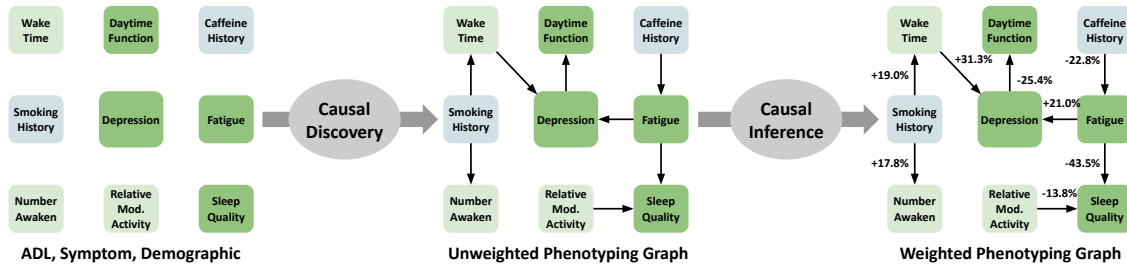 Wake
Time
Daytime
Function
Caffeine
History
Smoking
History
Depression
Fatigue
Number
Awaken
Relative
Mod.
Activity
Sleep
Quality
ADL, Symptom, Demographic
Causal
Discovery
Wake
Time
Daytime
Function
Caffeine
History
Smoking
History
Depression
Fatigue
Number
Awaken
Relative
Mod.
Activity
Sleep
Quality
Unweighted Phenotyping Graph
Causal
Inference
Wake
Time
Daytime
Function
Caffeine
History
+19.0%
+31.3%
-25.4%
-22.8%
Smoking
History
Depression
+21.0%
Fatigue
+17.8%
-43.5%
Number
Awaken
Relative
Mod.
Activity
-13.8%
Sleep
Quality
Weighted Phenotyping Graph